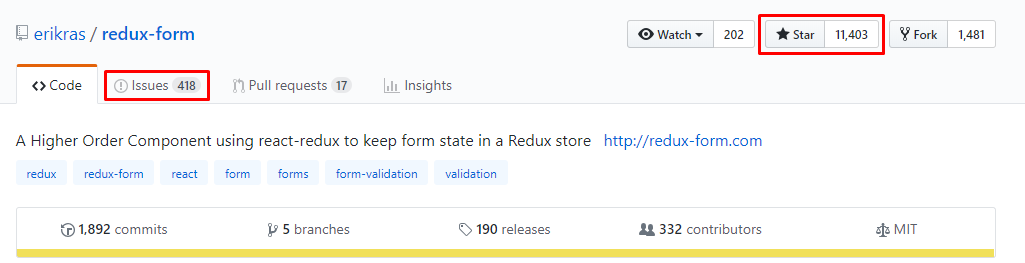 erikras / redux-form Watch 202 Star 11,403 Fork 1,481
Code Issues 418 Pull requests 17 Insights
A Higher Order Component using react-redux to keep form state in a Redux store http://redux-form.com
redux redux-form react form forms form-validation validation
1,892 commits 5 branches 190 releases 332 contributors MIT